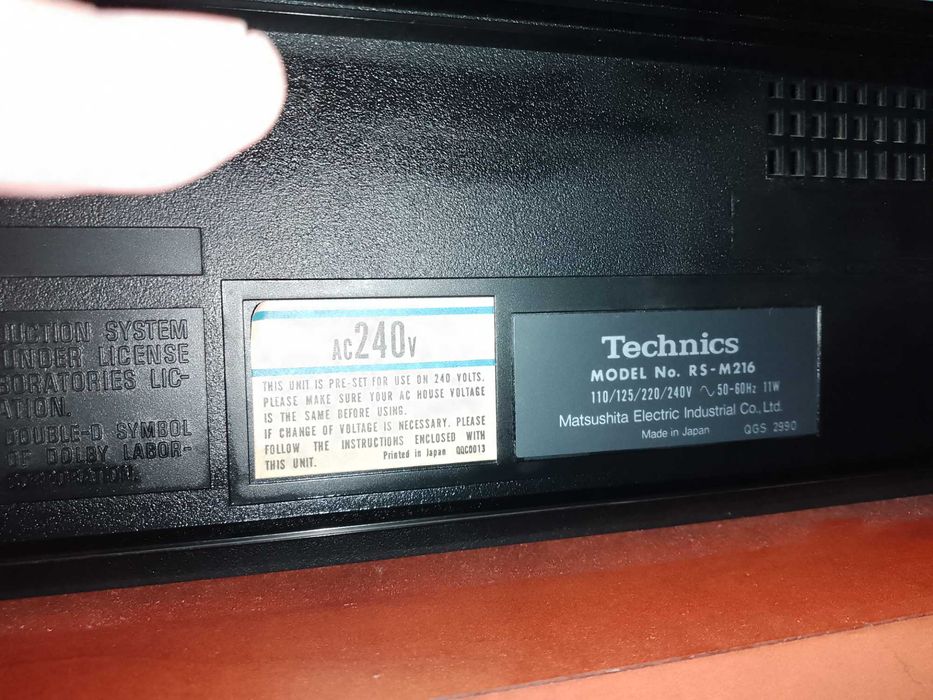 UCTION SYSTEM
UNDER LICENSE
BORATORIES LIC-
ATION.
DOUBLE-D SYMBOL
OF DOLBY LABOR-
AC240V
THIS UNIT IS PRE-SET FOR USE ON 240 VOLTS.
PLEASE MAKE SURE YOUR AC HOUSE VOLTAGE
IS THE SAME BEFORE USING.
IF CHANGE OF VOLTAGE IS NECESSARY, PLEASE
FOLLOW THE INSTRUCTIONS ENCLOSED WITH
THIS UNIT.
Printed in Japan QQC0013
Technics
MODEL No. RS-M216
110/125/220/240V ~ 50-60Hz 11W
Matsushita Electric Industrial Co., Ltd.
Made in Japan QGS 2990